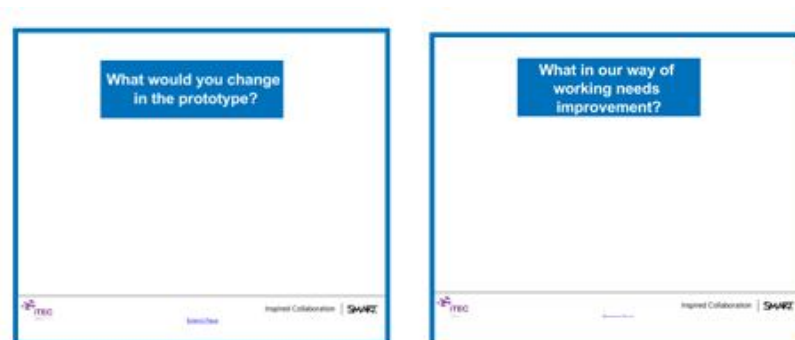 What would you change
in the prototype?
iTEC
Inspired Collaboration SMART
What in our way of
working needs
improvement?
iTEC
Inspired Collaboration SMART